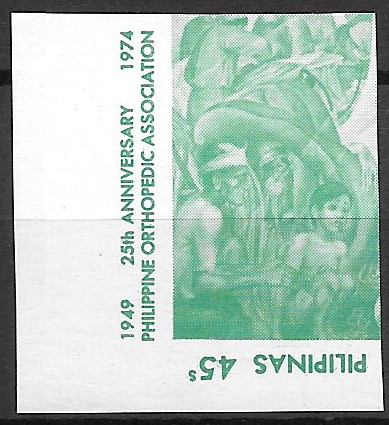 1949 25th ANNIVERSARY 1974
PHILIPPINE ORTHOPEDIC ASSOCIATION
PILIPINAS 45s